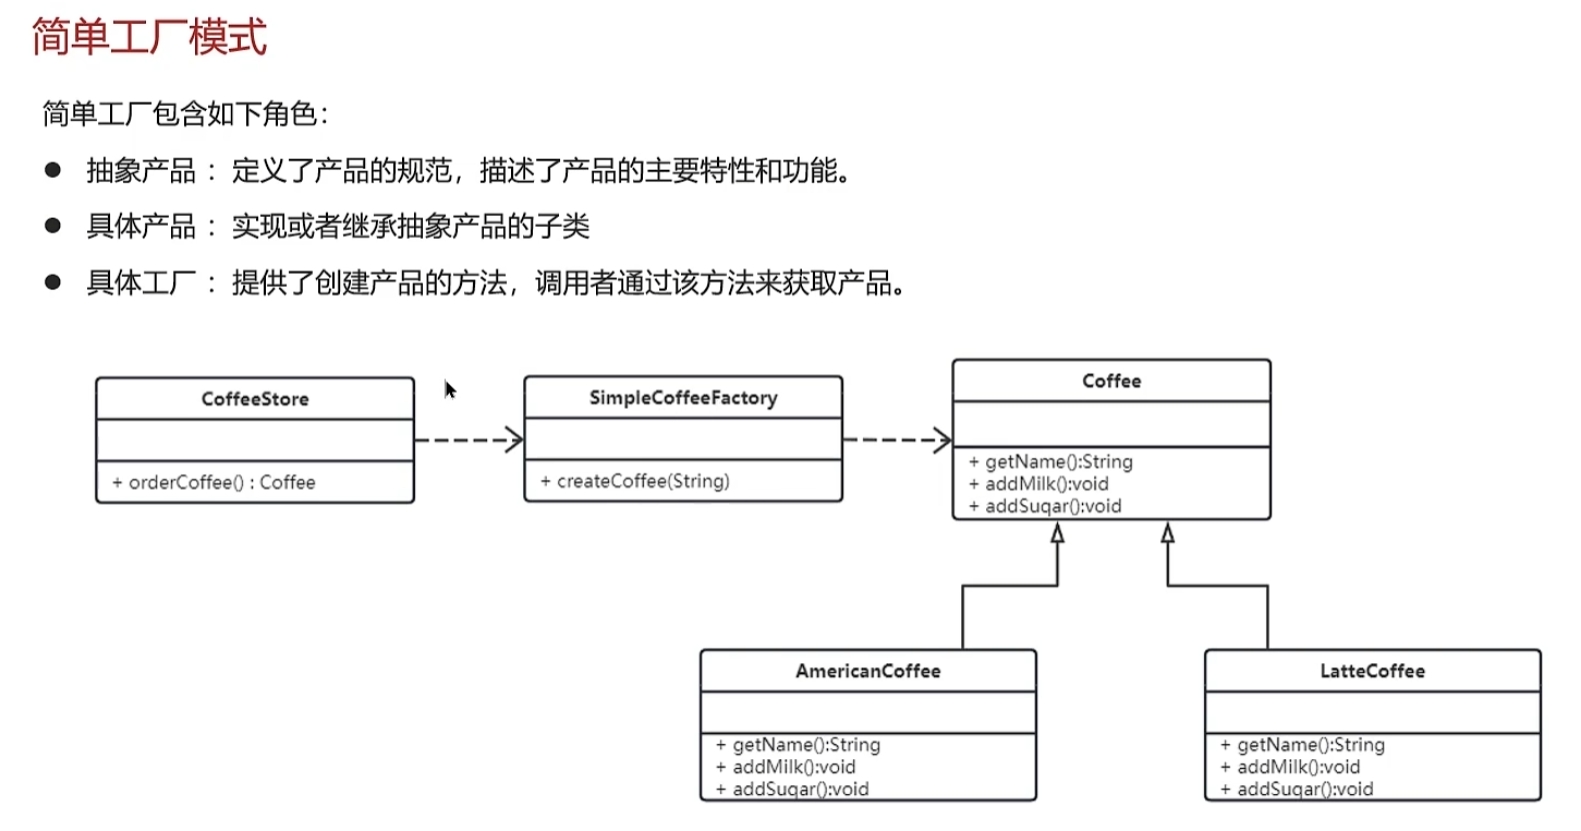 简单工厂模式
简单工厂包含如下角色：
● 抽象产品 ：定义了产品的规范，描述了产品的主要特性和功能。
● 具体产品 ：实现或者继承抽象产品的子类
● 具体工厂 ：提供了创建产品的方法，调用者通过该方法来获取产品。
CoffeeStore
+ orderCoffee() : Coffee
SimpleCoffeeFactory
+ createCoffee(String)
Coffee
+ getName():String
+ addMilk():void
+ addSuqar():void
AmericanCoffee
+ getName():String
+ addMilk():void
+ addSuqar():void
LatteCoffee
+ getName():String
+ addMilk():void
+ addSuqar():void